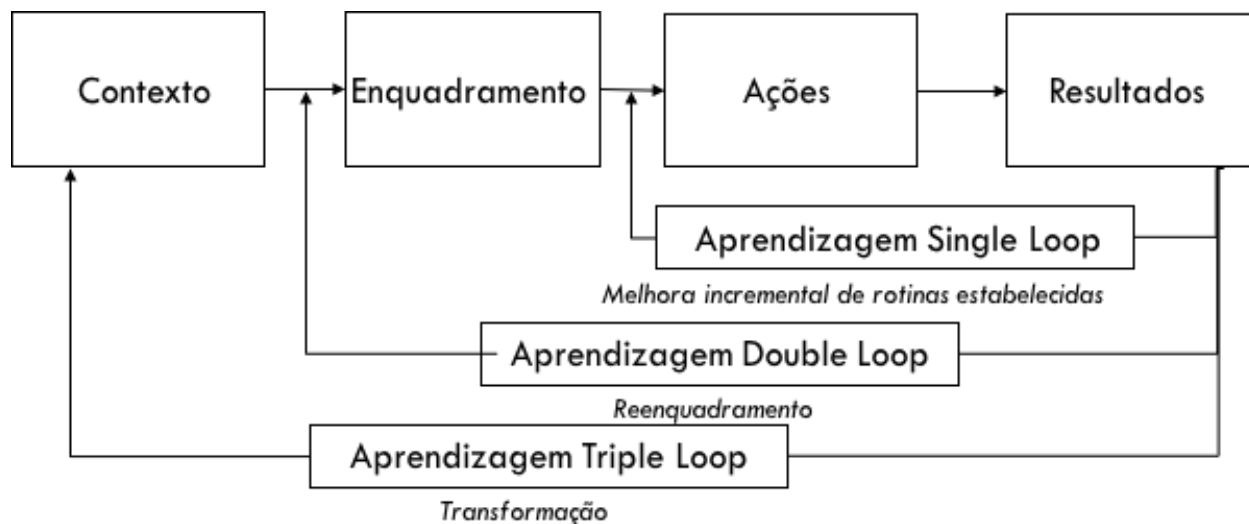 Contexto
Enquadramento
Ações
Resultados
Aprendizagem Single Loop
Melhora incremental de rotinas estabelecidas
Aprendizagem Double Loop
Reenquadramento
Aprendizagem Triple Loop
Transformação